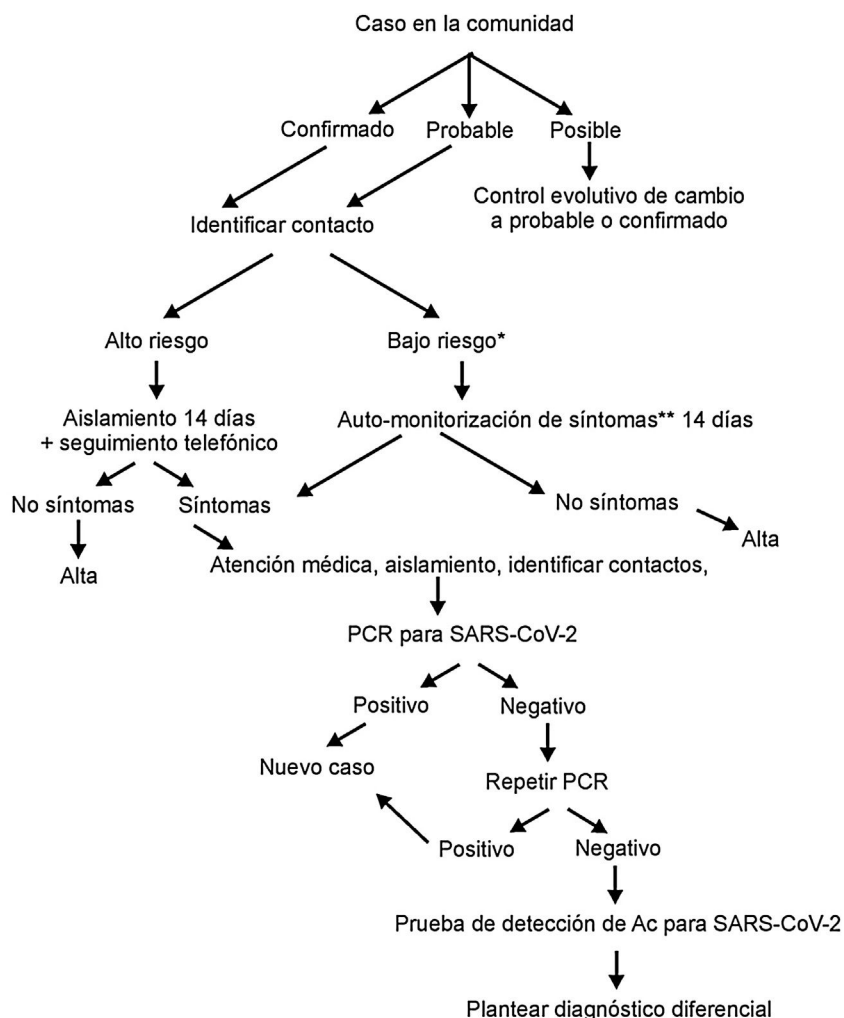 Caso en la comunidad
Confirmado
Probable
Posible
Control evolutivo de cambio
a probable o confirmado
Identificar contacto
Alto riesgo
Bajo riesgo*
Aislamiento 14 días
+ seguimiento telefónico
Auto-monitorización de síntomas** 14 días
No síntomas
Síntomas
No síntomas
Alta
Alta
Atención médica, aislamiento, identificar contactos,
PCR para SARS-CoV-2
Positivo
Negativo
Nuevo caso
Repetir PCR
Positivo
Negativo
Prueba de detección de Ac para SARS-CoV-2
Plantear diagnóstico diferencial